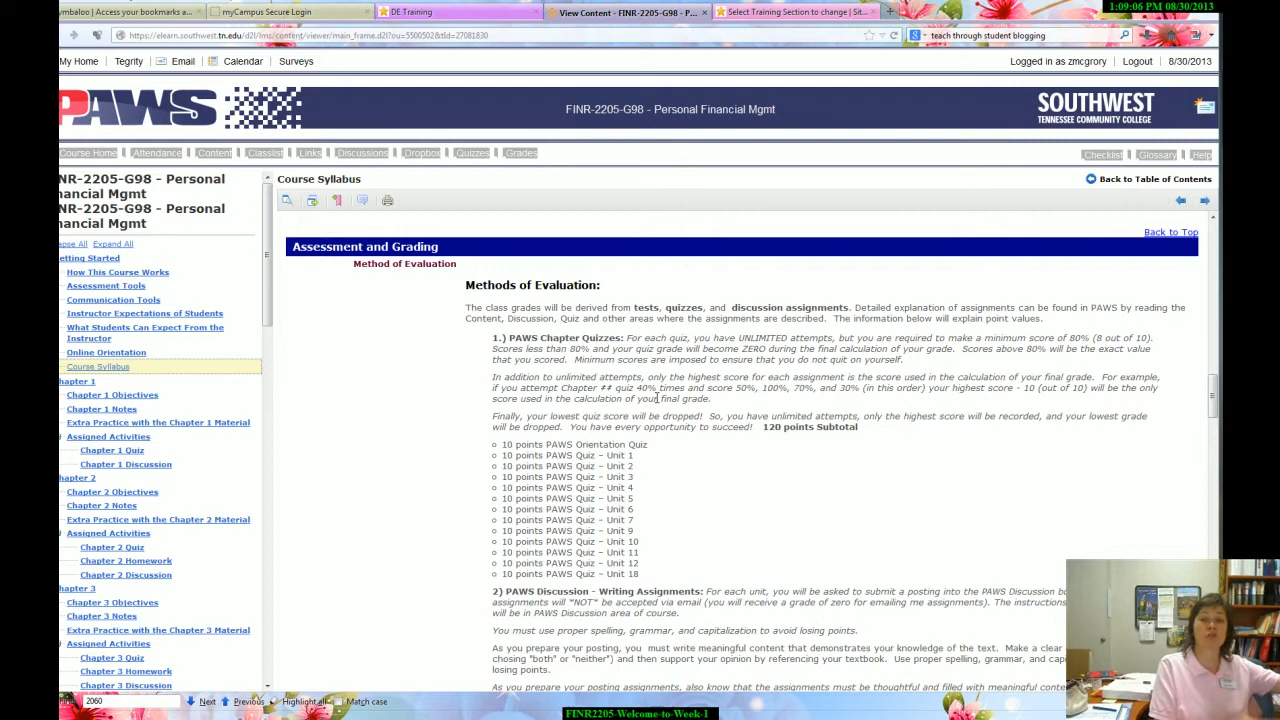 1:09:06 PM 08/30/2013
ymbaloo | Access your bookmarks a...
myCampus Secure Login
DE Training
View Content - FINR-2205-G98 - P...
Select Training Section to change | Sit...
https://elearn.southwest.tn.edu/d2l/lms/content/viewer/main_frame.d2l?ou=5500502&tId=27081830
teach through student blogging
My Home Tegrity Email Calendar Surveys
Logged in as zmcgrory Logout 8/30/2013
PAWS
FINR-2205-G98 - Personal Financial Mgmt
SOUTHWEST
TENNESSEE COMMUNITY COLLEGE
Course Home Attendance Content Classlist Links Discussions Dropbox Quizzes Grades
Checklist Glossary Help
NR-2205-G98 - Personal
nancial Mgmt
NR-2205-G98 - Personal
nancial Mgmt
apse All Expand All
etting Started
How This Course Works
Assessment Tools
Communication Tools
Instructor Expectations of Students
What Students Can Expect From the
Instructor
Online Orientation
Course Syllabus
hapter 1
Chapter 1 Objectives
Chapter 1 Notes
Extra Practice with the Chapter 1 Material
Assigned Activities
Chapter 1 Quiz
Chapter 1 Discussion
hapter 2
Chapter 2 Objectives
Chapter 2 Notes
Extra Practice with the Chapter 2 Material
Assigned Activities
Chapter 2 Quiz
Chapter 2 Homework
Chapter 2 Discussion
hapter 3
Chapter 3 Objectives
Chapter 3 Notes
Extra Practice with the Chapter 3 Material
Assigned Activities
Chapter 3 Quiz
Chapter 3 Homework
Chapter 3 Discussion
Course Syllabus
Back to Table of Contents
Back to Top
Assessment and Grading
Method of Evaluation
Methods of Evaluation:
The class grades will be derived from tests, quizzes, and discussion assignments. Detailed explanation of assignments can be found in PAWS by reading the
Content, Discussion, Quiz and other areas where the assignments are described. The information below will explain point values.
1.) PAWS Chapter Quizzes: For each quiz, you have UNLIMITED attempts, but you are required to make a minimum score of 80% (8 out of 10).
Scores less than 80% and your quiz grade will become ZERO during the final calculation of your grade. Scores above 80% will be the exact value
that you scored. Minimum scores are imposed to ensure that you do not quit on yourself.
In addition to unlimited attempts, only the highest score for each assignment is the score used in the calculation of your final grade. For example,
if you attempt Chapter ## quiz 40% times and score 50%, 100%, 70%, and 30% (in this order) your highest score - 10 (out of 10) will be the only
score used in the calculation of your final grade.
Finally, your lowest quiz score will be dropped! So, you have unlimited attempts, only the highest score will be recorded, and your lowest grade
will be dropped. You have every opportunity to succeed! 120 points Subtotal
10 points PAWS Orientation Quiz
10 points PAWS Quiz – Unit 1
10 points PAWS Quiz – Unit 2
10 points PAWS Quiz – Unit 3
10 points PAWS Quiz – Unit 4
10 points PAWS Quiz – Unit 5
10 points PAWS Quiz – Unit 6
10 points PAWS Quiz – Unit 7
10 points PAWS Quiz – Unit 9
10 points PAWS Quiz – Unit 10
10 points PAWS Quiz – Unit 11
10 points PAWS Quiz – Unit 12
10 points PAWS Quiz – Unit 18
2) PAWS Discussion - Writing Assignments: For each unit, you will be asked to submit a posting into the PAWS Discussion bo
assignments will "NOT" be accepted via email (you will receive a grade of zero for emailing me assignments). The instructions
will be in PAWS Discussion area of course.
You must use proper spelling, grammar, and capitalization to avoid losing points.
As you prepare your posting, you must write meaningful content that demonstrates your knowledge of the text. Make a clear
chosing "both" or "neither") and then support your opinion by referencing your textbook. Use proper spelling, grammar, and cap
losing points.
As you prepare your posting assignments, also know that the assignments must be thoughtful and filled with meaningful conte
2060 Next Previous Highlight all Match case
FINR2205-Welcome-to-Week-1